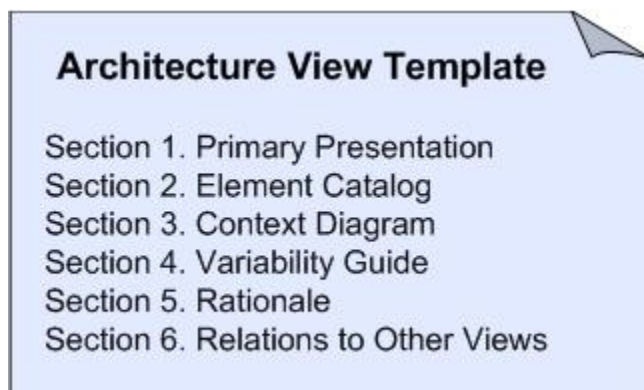 Architecture View Template
Section 1. Primary Presentation
Section 2. Element Catalog
Section 3. Context Diagram
Section 4. Variability Guide
Section 5. Rationale
Section 6. Relations to Other Views